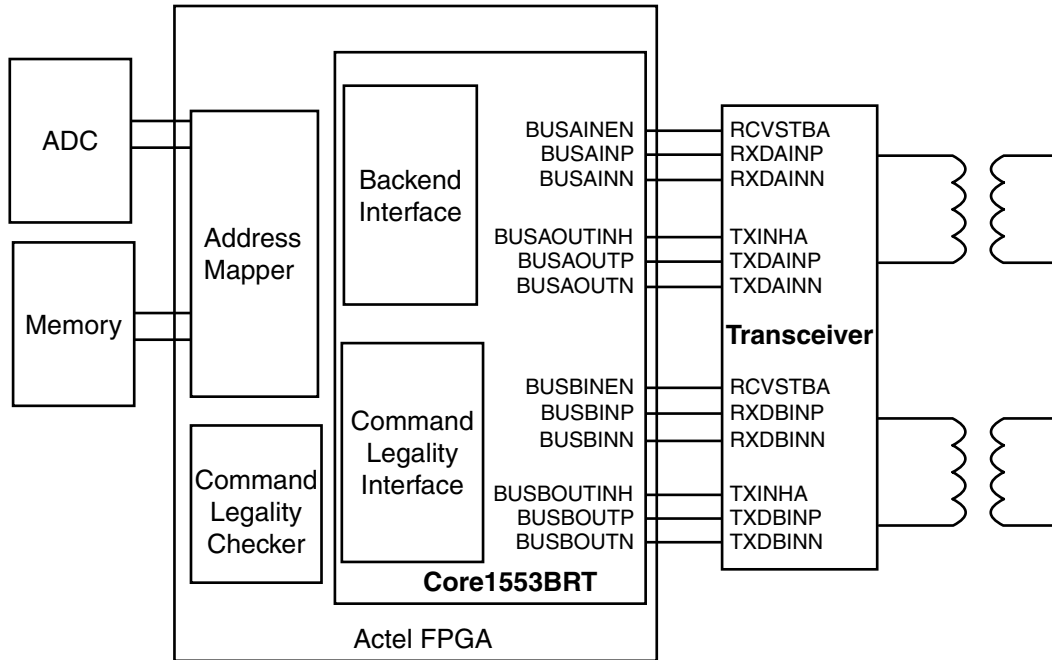 ADC
Memory
Address
Mapper
Command
Legality
Checker
Backend
Interface
Command
Legality
Interface
BUSAINEN
BUSAINP
BUSAINN
BUSAOUTINH
BUSAOUTP
BUSAOUTN
BUSBINEN
BUSBINP
BUSBINN
BUSBOUTINH
BUSBOUTP
BUSBOUTN
Core1553BRT
Actel FPGA
RCVSTBA
RXDAINP
RXDAINN
TXINHA
TXDAINP
TXDAINN
Transceiver
RCVSTBA
RXDBINP
RXDBINN
TXINHA
TXDBINP
TXDBINN